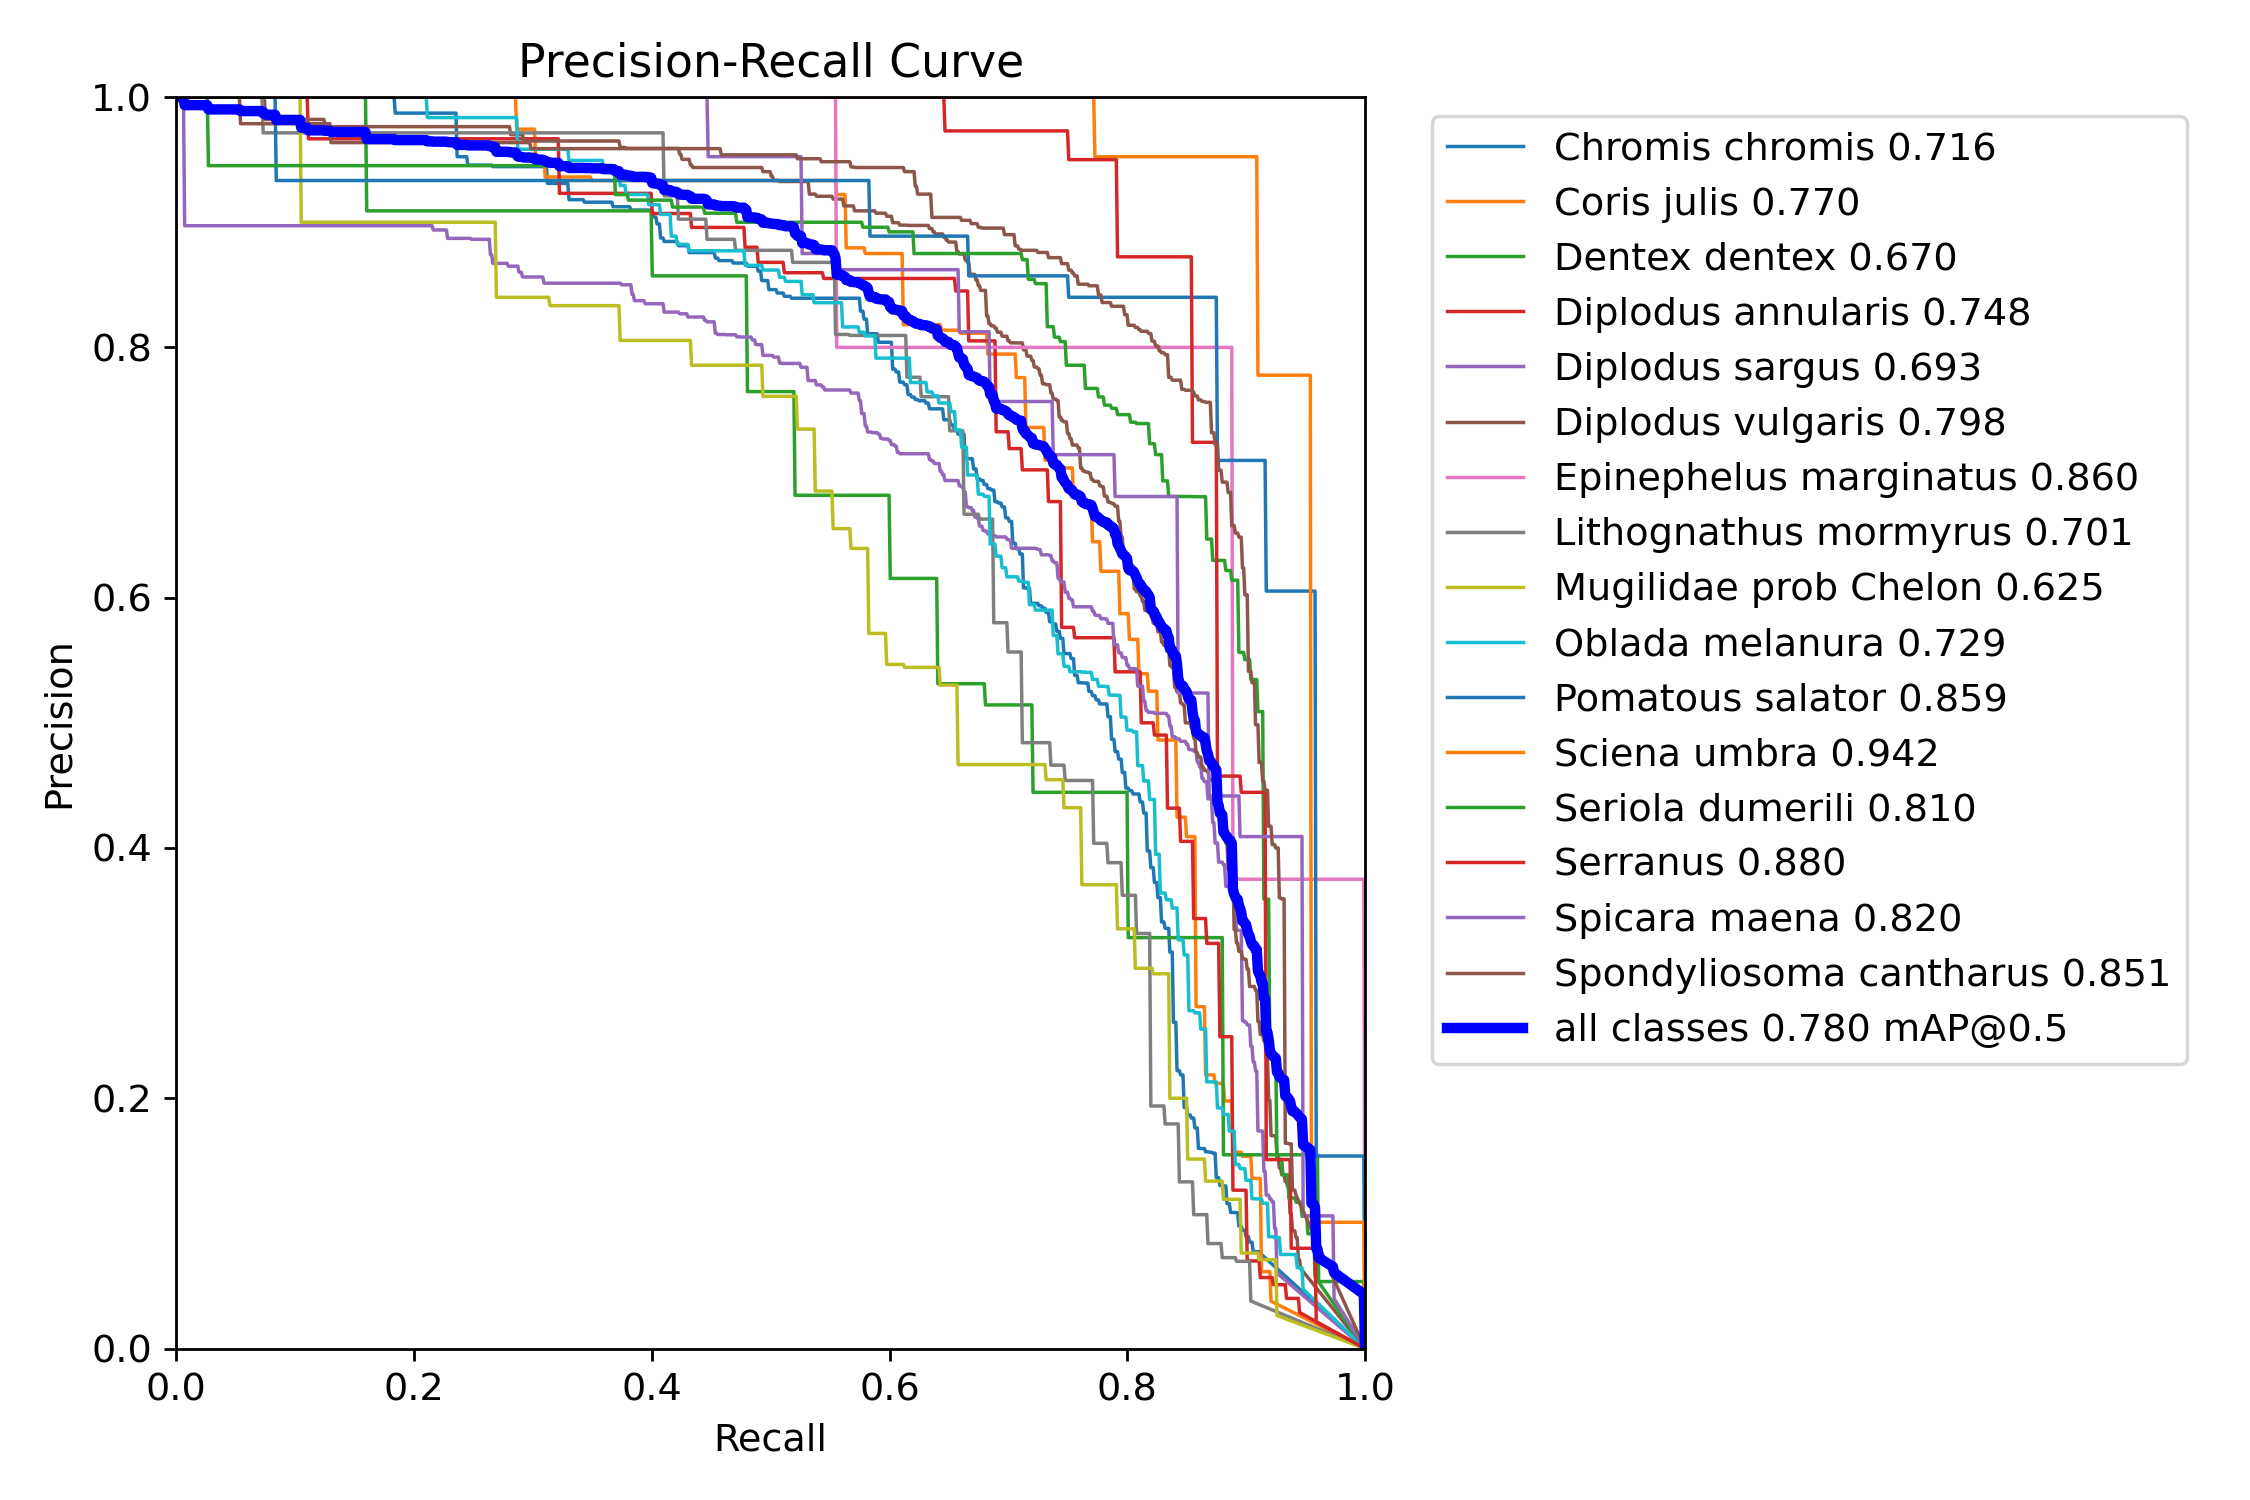 Precision-Recall Curve
1.0
0.8
0.6
0.4
0.2
0.0
Precision
0.0 0.2 0.4 0.6 0.8 1.0
Recall
Chromis chromis 0.716
Coris julis 0.770
Dentex dentex 0.670
Diplodus annularis 0.748
Diplodus sargus 0.693
Diplodus vulgaris 0.798
Epinephelus marginatus 0.860
Lithognathus mormyrus 0.701
Mugilidae prob Chelon 0.625
Oblada melanura 0.729
Pomatous salator 0.859
Sciena umbra 0.942
Seriola dumerili 0.810
Serranus 0.880
Spicara maena 0.820
Spondyliosoma cantharus 0.851
all classes 0.780 mAP@0.5